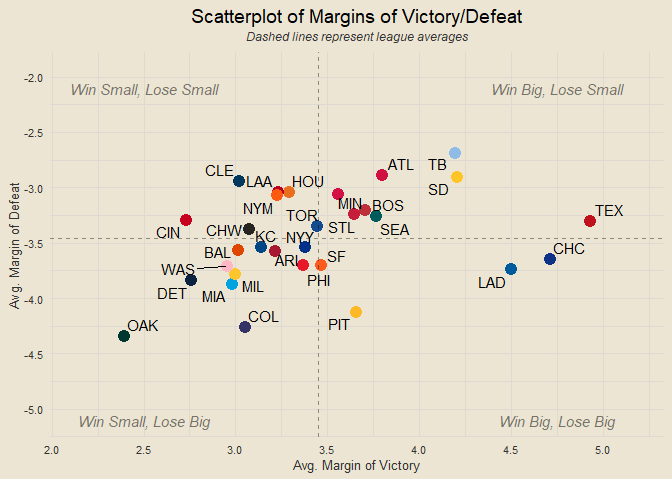 Scatterplot of Margins of Victory/Defeat
Dashed lines represent league averages
-2.0
Win Small, Lose Small
Win Big, Lose Small
-2.5
ATL
TB
CLE
LAA
HOU
SD
-3.0
NYM
MIN
BOS
TEX
TOR
CIN
CHW
KC
NYY
STL
SEA
-3.5
BAL
ARI
SF
CHC
WAS
PHI
LAD
DET
MIA
MIL
-4.0
COL
PIT
OAK
-4.5
-5.0
Win Small, Lose Big
Win Big, Lose Big
2.0
2.5
3.0
3.5
4.0
4.5
5.0
Avg. Margin of Victory
Avg. Margin of Defeat